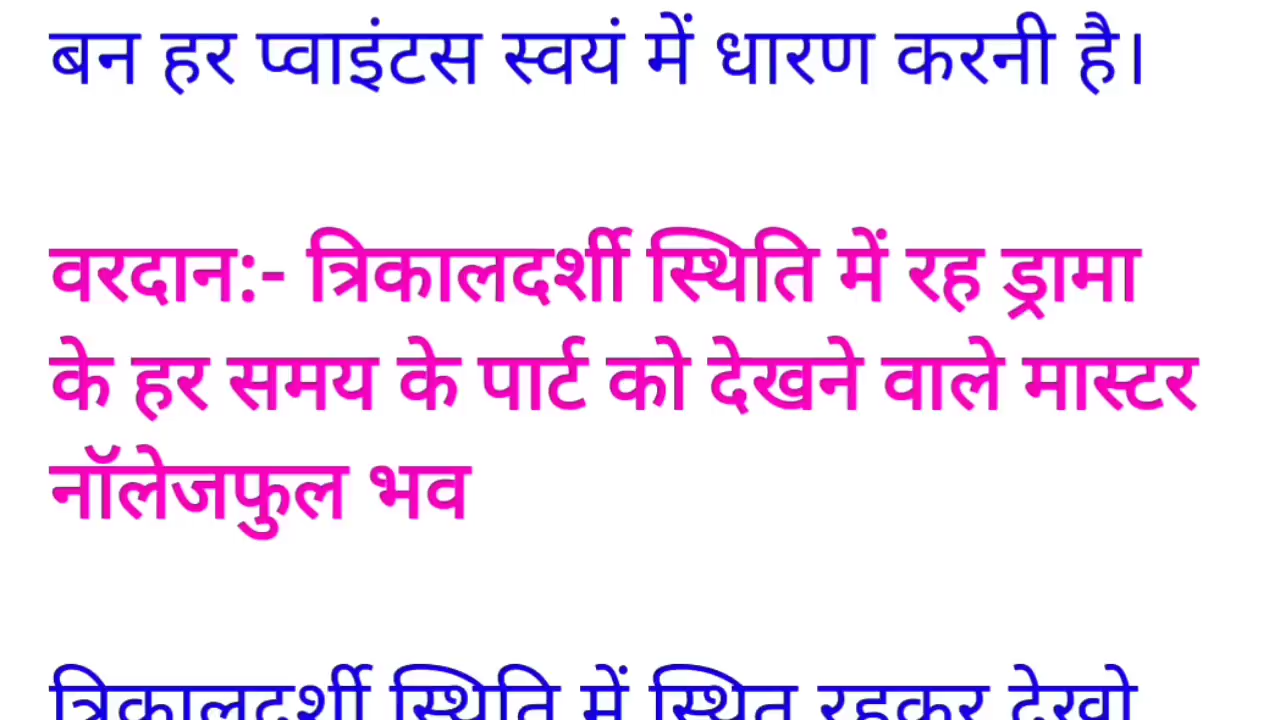 बन हर प्वाइंटस स्वयं में धारण करनी है।
वरदान:- त्रिकालदर्शी स्थिति में रह ड्रामा
के हर समय के पार्ट को देखने वाले मास्टर
नॉलेजफुल भव
त्रिकालदर्शी स्थिति में स्थित रहकर देखो